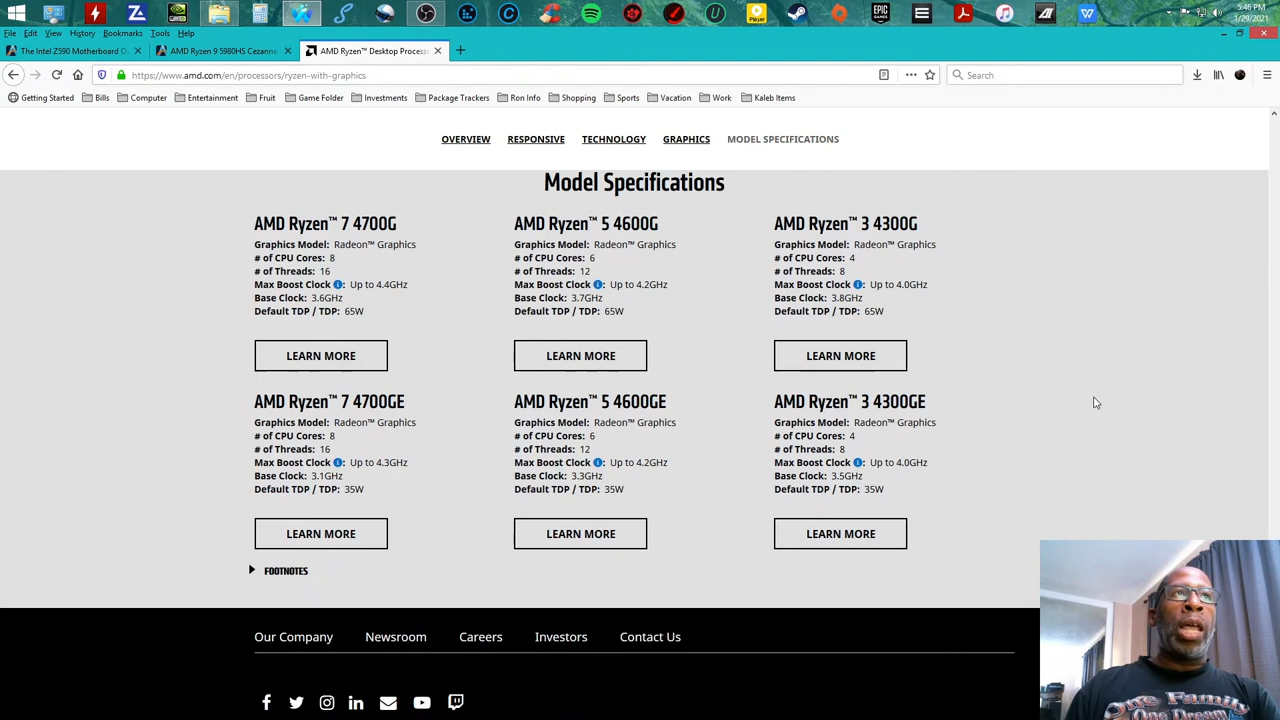 5:46 PM
1/29/2021
File Edit View History Bookmarks Tools Help
The Intel Z590 Motherboard
AMD Ryzen 9 5980HS Cezanne
AMD Ryzen™ Desktop Processo
https://www.amd.com/en/processors/ryzen-with-graphics
Search
Getting Started Bills Computer Entertainment Fruit Game Folder Investments Package Trackers Ron Info Shopping Sports Vacation Work Kaleb Items
OVERVIEW RESPONSIVE TECHNOLOGY GRAPHICS MODEL SPECIFICATIONS
Model Specifications
AMD Ryzen™ 7 4700G
Graphics Model: Radeon™ Graphics
# of CPU Cores: 8
# of Threads: 16
Max Boost Clock: Up to 4.4GHz
Base Clock: 3.6GHz
Default TDP / TDP: 65W
LEARN MORE
AMD Ryzen™ 5 4600G
Graphics Model: Radeon™ Graphics
# of CPU Cores: 6
# of Threads: 12
Max Boost Clock: Up to 4.2GHz
Base Clock: 3.7GHz
Default TDP / TDP: 65W
LEARN MORE
AMD Ryzen™ 3 4300G
Graphics Model: Radeon™ Graphics
# of CPU Cores: 4
# of Threads: 8
Max Boost Clock: Up to 4.0GHz
Base Clock: 3.8GHz
Default TDP / TDP: 65W
LEARN MORE
AMD Ryzen™ 7 4700GE
Graphics Model: Radeon™ Graphics
# of CPU Cores: 8
# of Threads: 16
Max Boost Clock: Up to 4.3GHz
Base Clock: 3.1GHz
Default TDP / TDP: 35W
LEARN MORE
AMD Ryzen™ 5 4600GE
Graphics Model: Radeon™ Graphics
# of CPU Cores: 6
# of Threads: 12
Max Boost Clock: Up to 4.2GHz
Base Clock: 3.3GHz
Default TDP / TDP: 35W
LEARN MORE
AMD Ryzen™ 3 4300GE
Graphics Model: Radeon™ Graphics
# of CPU Cores: 4
# of Threads: 8
Max Boost Clock: Up to 4.0GHz
Base Clock: 3.5GHz
Default TDP / TDP: 35W
LEARN MORE
FOOTNOTES
Our Company Newsroom Careers Investors Contact Us
One Family
One Dream